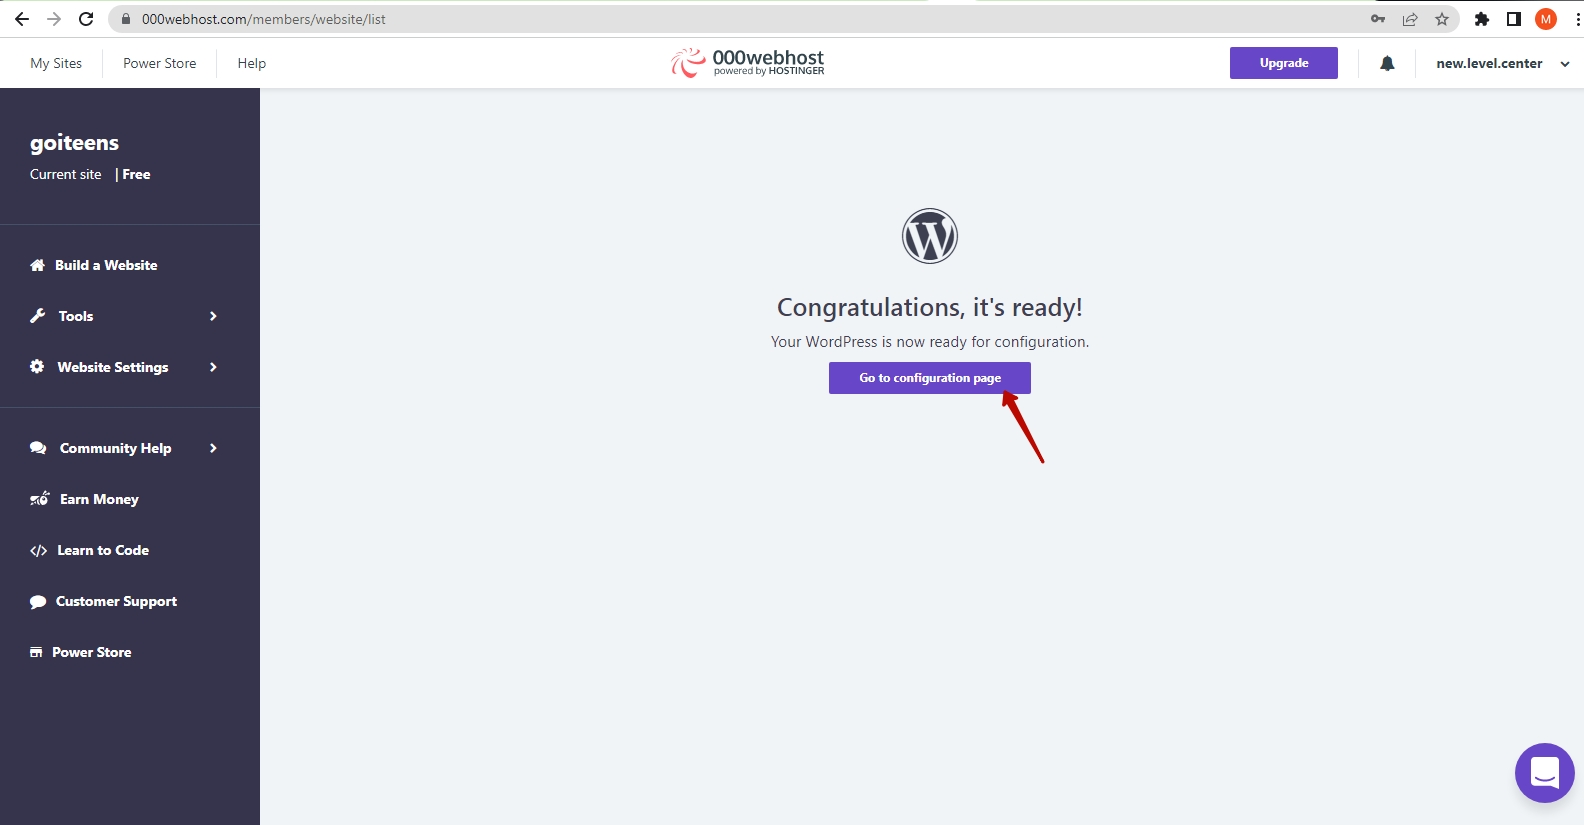 000webhost.com/members/website/list
M
My Sites
Power Store
Help
000webhost
powered by HOSTINGER
Upgrade
new.level.center
goiteens
Current site | Free
Build a Website
Tools
Website Settings
Community Help
Earn Money
Learn to Code
Customer Support
Power Store
Congratulations, it's ready!
Your WordPress is now ready for configuration.
Go to configuration page